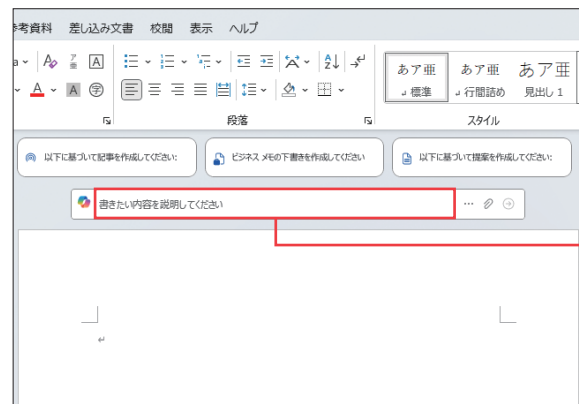 参考資料 差し込み文書 校閲 表示 ヘルプ
あア亜 あア亜 あア亜
標準 行間詰め 見出し 1
段落 スタイル
以下に基づいて記事を作成してください: ビジネス メモの下書きを作成してください 以下に基づいて提案を作成してください:
書きたい内容を説明してください